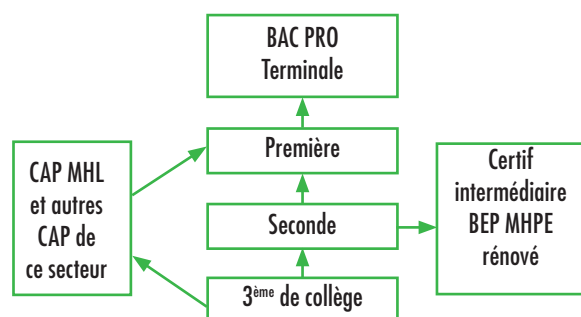 BAC PRO
Terminale
Première
CAP MHL
et autres
CAP de
ce secteur
Seconde
Certif
intermédiaire
BEP MHPE
rénové
3ème de collège